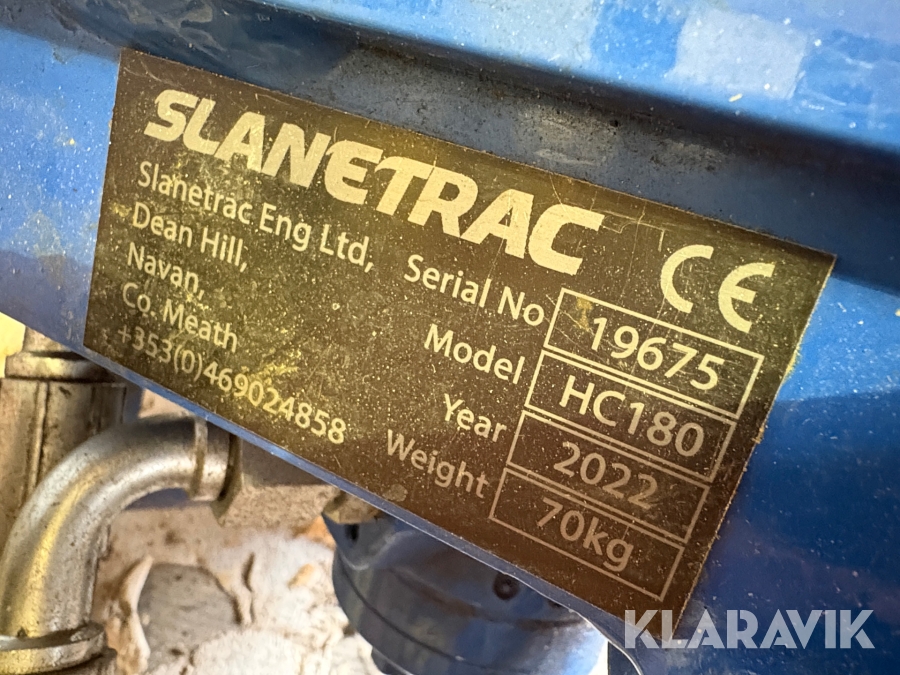 SLANETRAC
CE
Slanetrac Eng Ltd,
Dean Hill,
Navan,
Co. Meath
+353(0)469024858
Serial No 19675
Model HC180
Year 2022
Weight 70kg
KLARAVIK